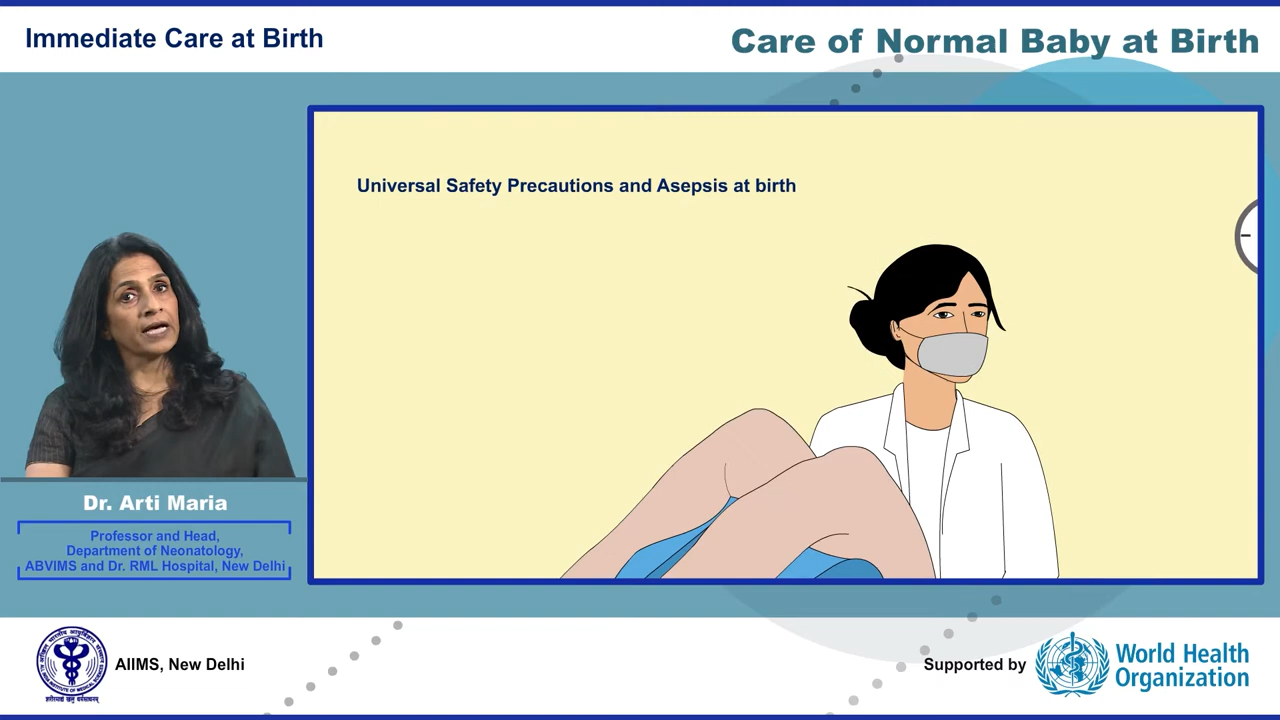 Immediate Care at Birth
Care of Normal Baby at Birth
Universal Safety Precautions and Asepsis at birth
Dr. Arti Maria
Professor and Head,
Department of Neonatology,
ABVIMS and Dr. RML Hospital, New Delhi
AIIMS, New Delhi
Supported by
World Health
Organization